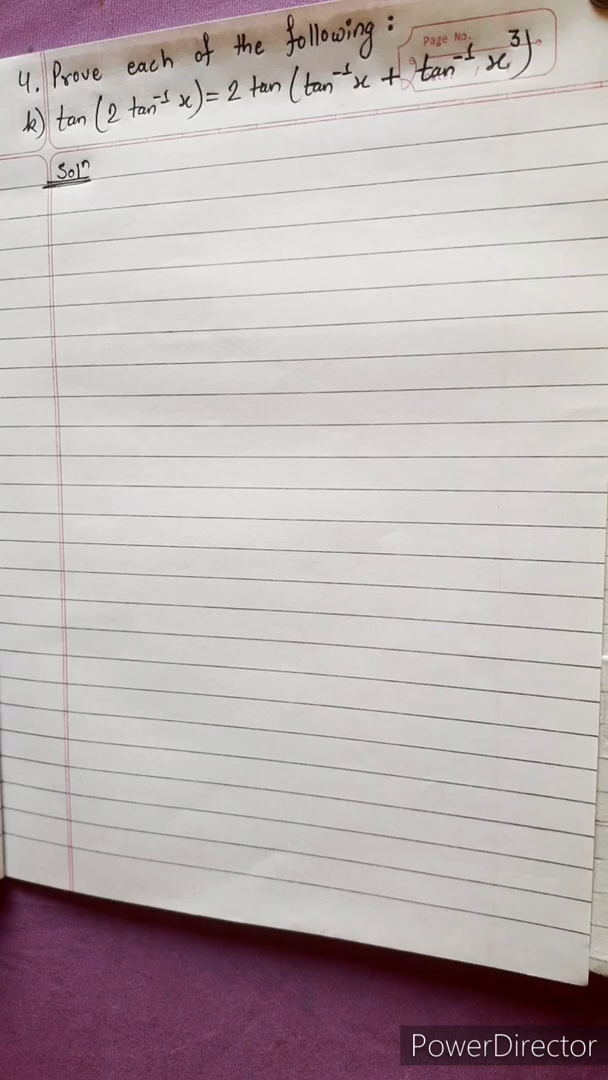 4. Prove each of the following :
Page No.
k) tan (2 tan⁻¹ x) = 2 tan (tan⁻¹ x + tan⁻¹ x³)
Solⁿ
PowerDirector